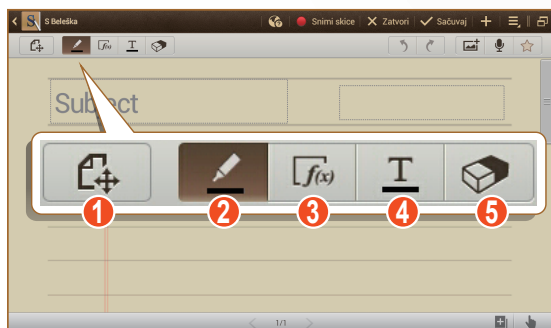 S Beleška Snimi skice Zatvori Sačuvaj
f(x) T
Subject
f(x) T
1 2 3 4 5
1/1